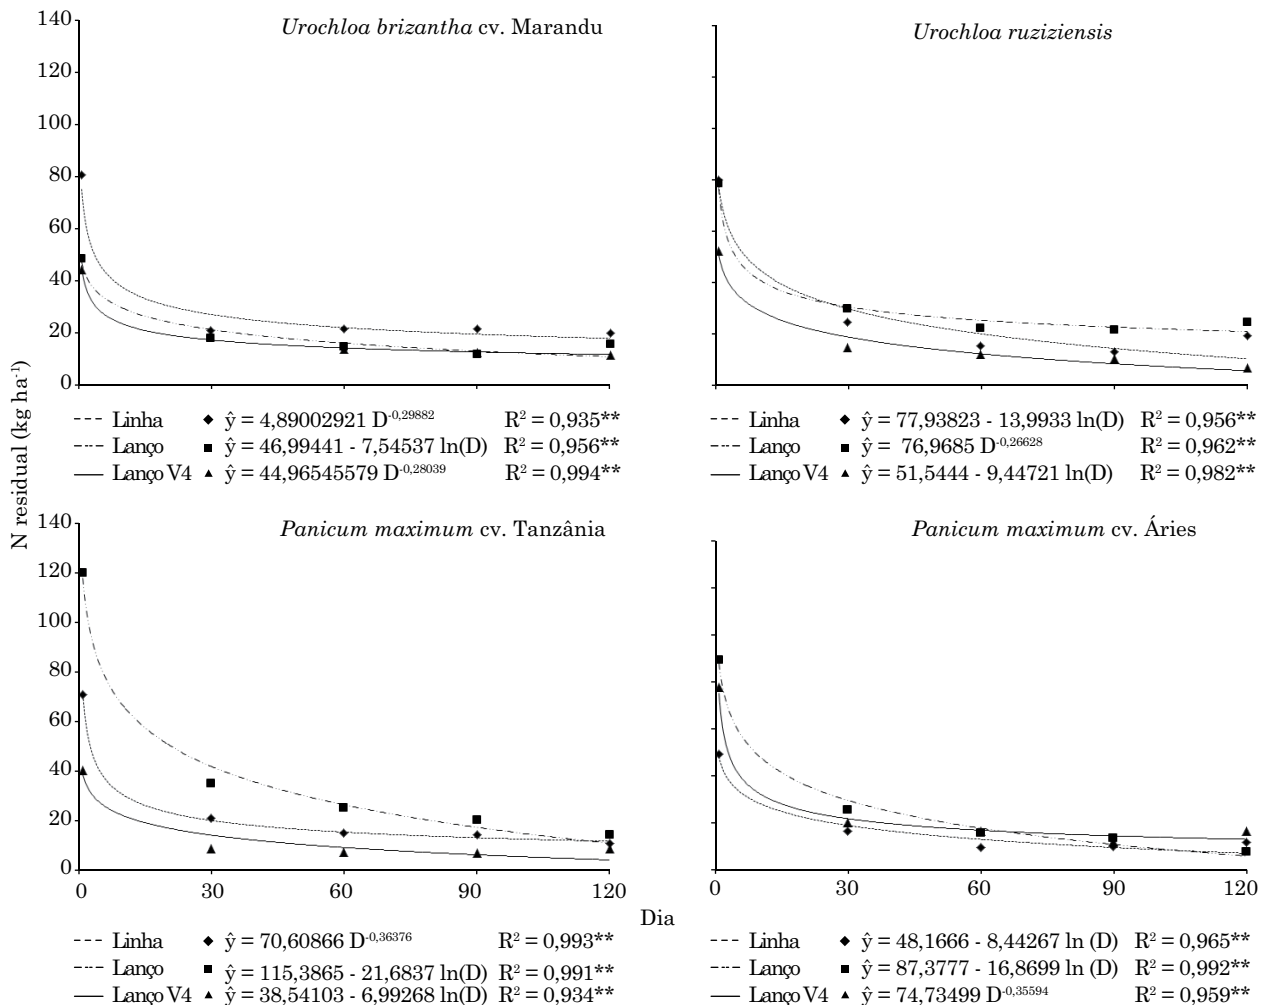 Urochloa brizantha cv. Marandu
Urochloa ruziziensis
140
120
100
80
60
40
20
0
N residual (kg ha⁻¹)
Linha ◆ ŷ = 4,89002921 D⁻⁰,²⁹⁸⁸² R² = 0,935**
Lanço ■ ŷ = 46,99441 - 7,54537 ln(D) R² = 0,956**
Lanço V4 ▲ ŷ = 44,96545579 D⁻⁰,²⁸⁰³⁹ R² = 0,994**
Linha ◆ ŷ = 77,93823 - 13,9933 ln(D) R² = 0,956**
Lanço ■ ŷ = 76,9685 D⁻⁰,²⁶⁶²⁸ R² = 0,962**
Lanço V4 ▲ ŷ = 51,5444 - 9,44721 ln(D) R² = 0,982**
Panicum maximum cv. Tanzânia
Panicum maximum cv. Áries
140
120
100
80
60
40
20
0
0 30 60 90 120
0 30 60 90 120
Dia
Linha ◆ ŷ = 70,60866 D⁻⁰,³⁶³⁷⁶ R² = 0,993**
Lanço ■ ŷ = 115,3865 - 21,6837 ln(D) R² = 0,991**
Lanço V4 ▲ ŷ = 38,54103 - 6,99268 ln(D) R² = 0,934**
Linha ◆ ŷ = 48,1666 - 8,44267 ln (D) R² = 0,965**
Lanço ■ ŷ = 87,3777 - 16,8699 ln (D) R² = 0,992**
Lanço V4 ▲ ŷ = 74,73499 D⁻⁰,³⁵⁵⁹⁴ R² = 0,959**